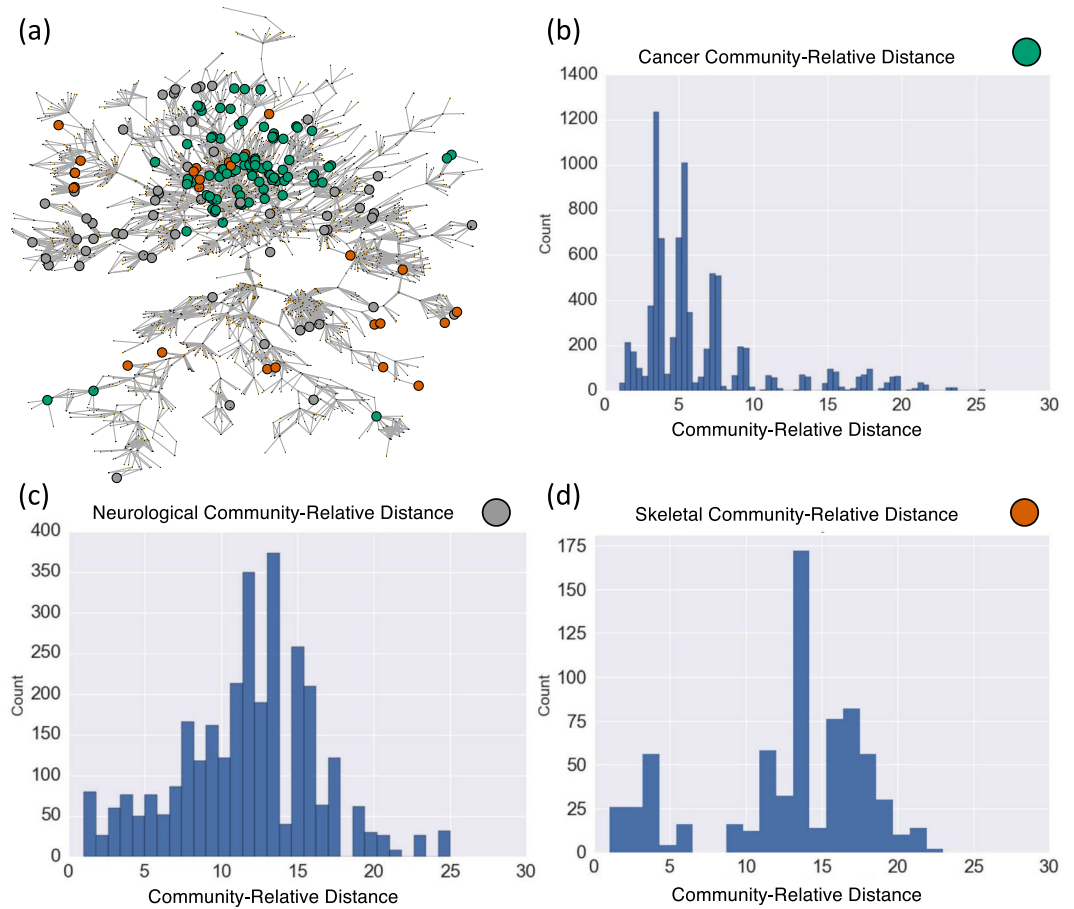 (a)
(b)
Cancer Community-Relative Distance
1400
1200
1000
800
600
400
200
0
Count
0 5 10 15 20 25 30
Community-Relative Distance
(c)
Neurological Community-Relative Distance
400
350
300
250
200
150
100
50
0
Count
0 5 10 15 20 25 30
Community-Relative Distance
(d)
Skeletal Community-Relative Distance
175
150
125
100
75
50
25
0
Count
0 5 10 15 20 25 30
Community-Relative Distance